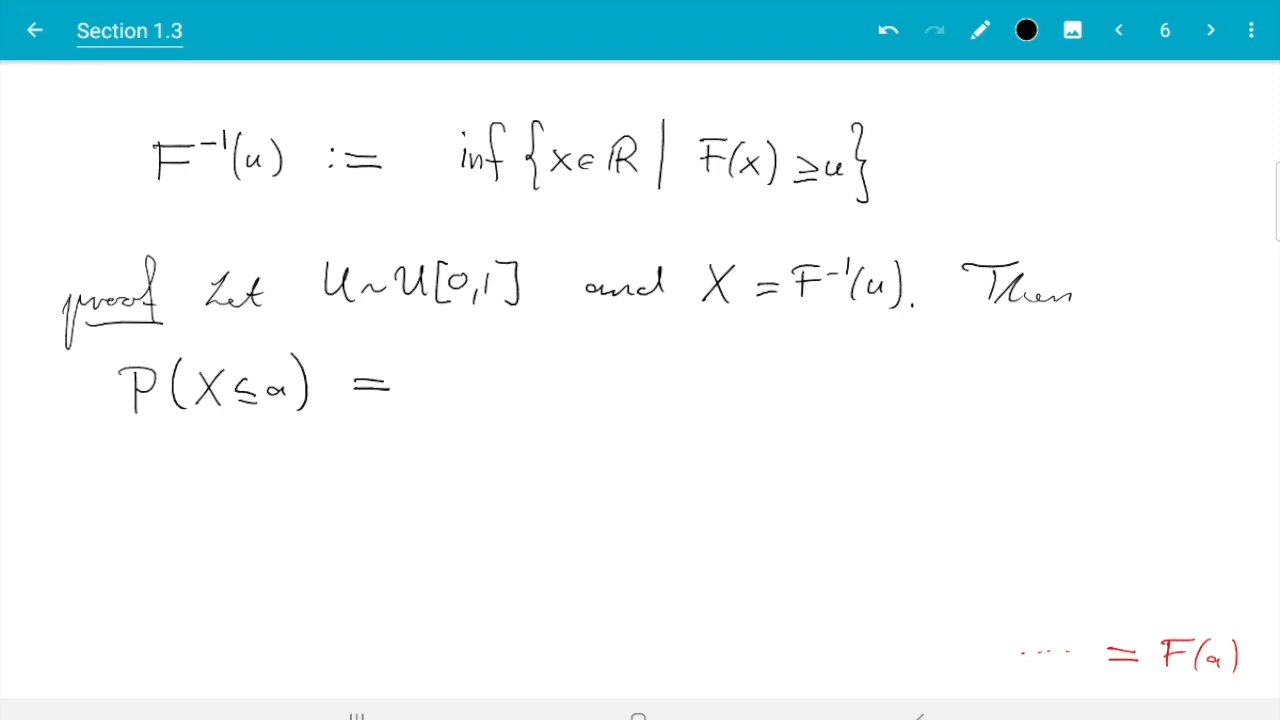 Section 1.3
6
F⁻¹(u) := inf {x∈ℝ | F(x) ≥u}
proof Let U~U[0,1] and X = F⁻¹(u). Then
P(X≤a) =
.... = F(a)